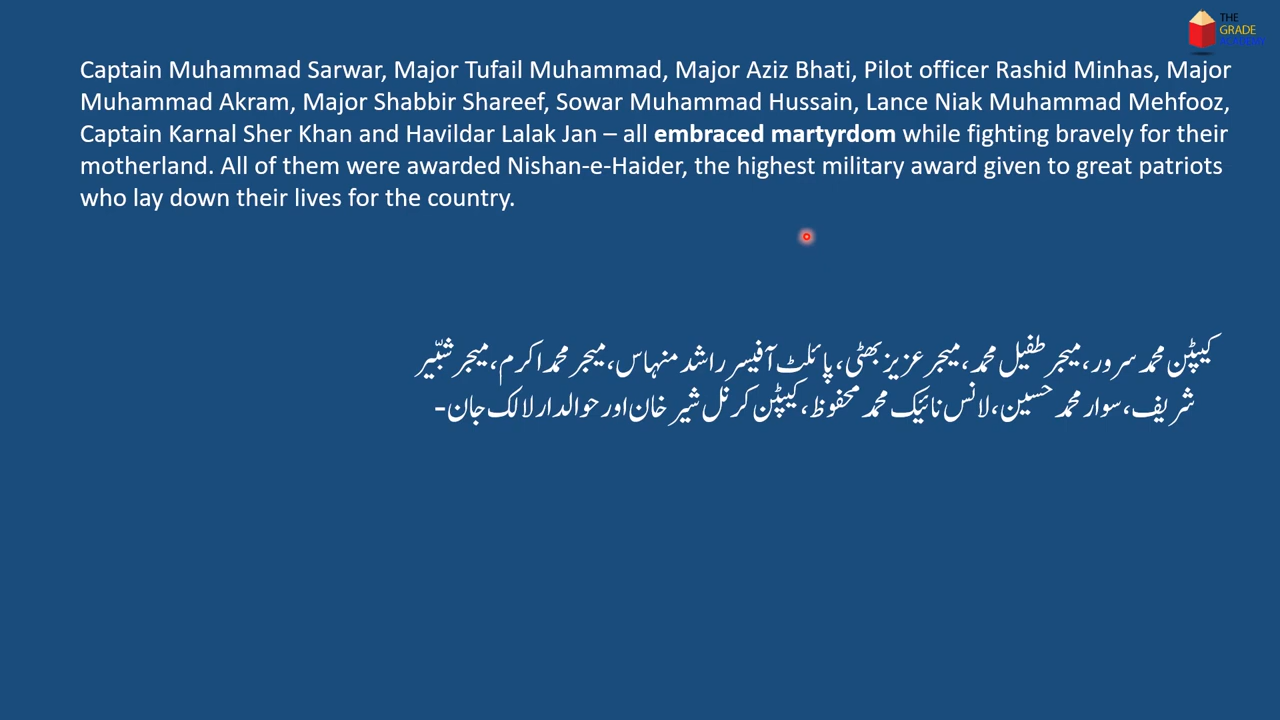 THE
GRADE
Captain Muhammad Sarwar, Major Tufail Muhammad, Major Aziz Bhati, Pilot officer Rashid Minhas, Major
Muhammad Akram, Major Shabbir Shareef, Sowar Muhammad Hussain, Lance Niak Muhammad Mehfooz,
Captain Karnal Sher Khan and Havildar Lalak Jan – all embraced martyrdom while fighting bravely for their
motherland. All of them were awarded Nishan-e-Haider, the highest military award given to great patriots
who lay down their lives for the country.
کیپٹن محمد سرور، میجر طفیل محمد، میجر عزیز بھٹی، پائلٹ آفیسر راشد منہاس، میجر محمد اکرم، میجر شبّیر
شریف، سوار محمد حسین، لانس نائیک محمد محفوظ، کیپٹن کرنل شیر خان اور حوالدار لالک جان-